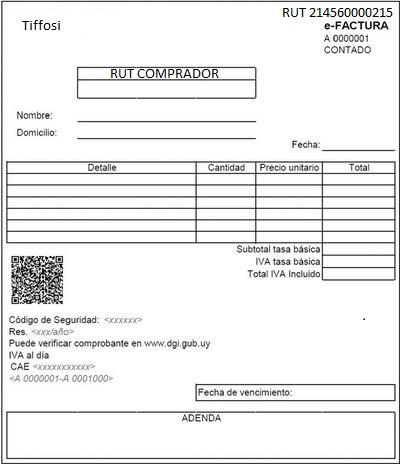 Tiffosi
RUT 214560000215
e-FACTURA
A 0000001
CONTADO
RUT COMPRADOR
Nombre:
Domicilio:
Fecha:
Detalle Cantidad Precio unitario Total
Subtotal tasa básica
IVA tasa básica
Total IVA Incluido
Código de Seguridad: <xxxxxx>
Res. <xxx/año>
Puede verificar comprobante en www.dgi.gub.uy
IVA al día
CAE <xxxxxxxxxxx>
<A 0000001-A 0001000>
Fecha de vencimiento:
ADENDA